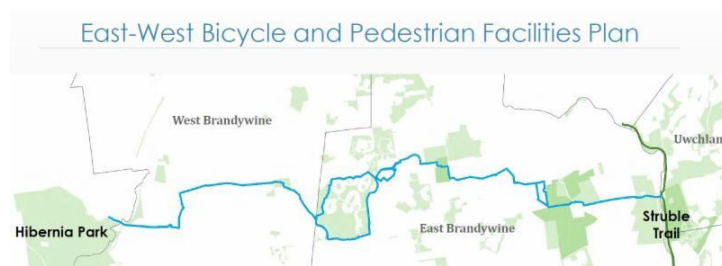 East-West Bicycle and Pedestrian Facilities Plan
West Brandywine
Uwchlan
Hibernia Park
East Brandywine
Struble
Trail